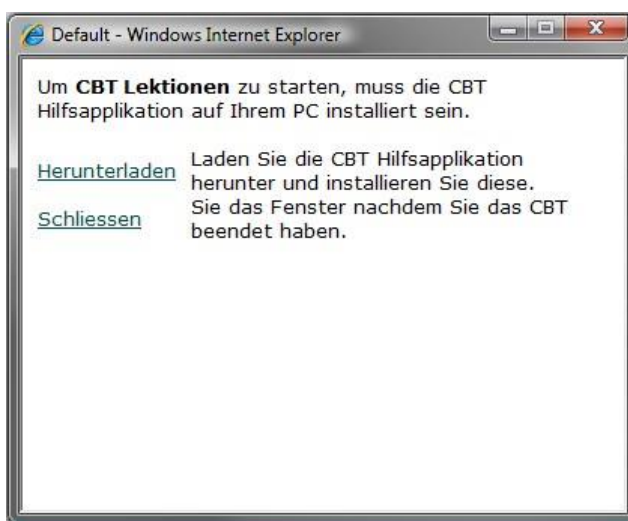 Default - Windows Internet Explorer
Um CBT Lektionen zu starten, muss die CBT
Hilfsapplikation auf Ihrem PC installiert sein.
Herunterladen Laden Sie die CBT Hilfsapplikation
herunter und installieren Sie diese.
Schliessen Sie das Fenster nachdem Sie das CBT
beendet haben.